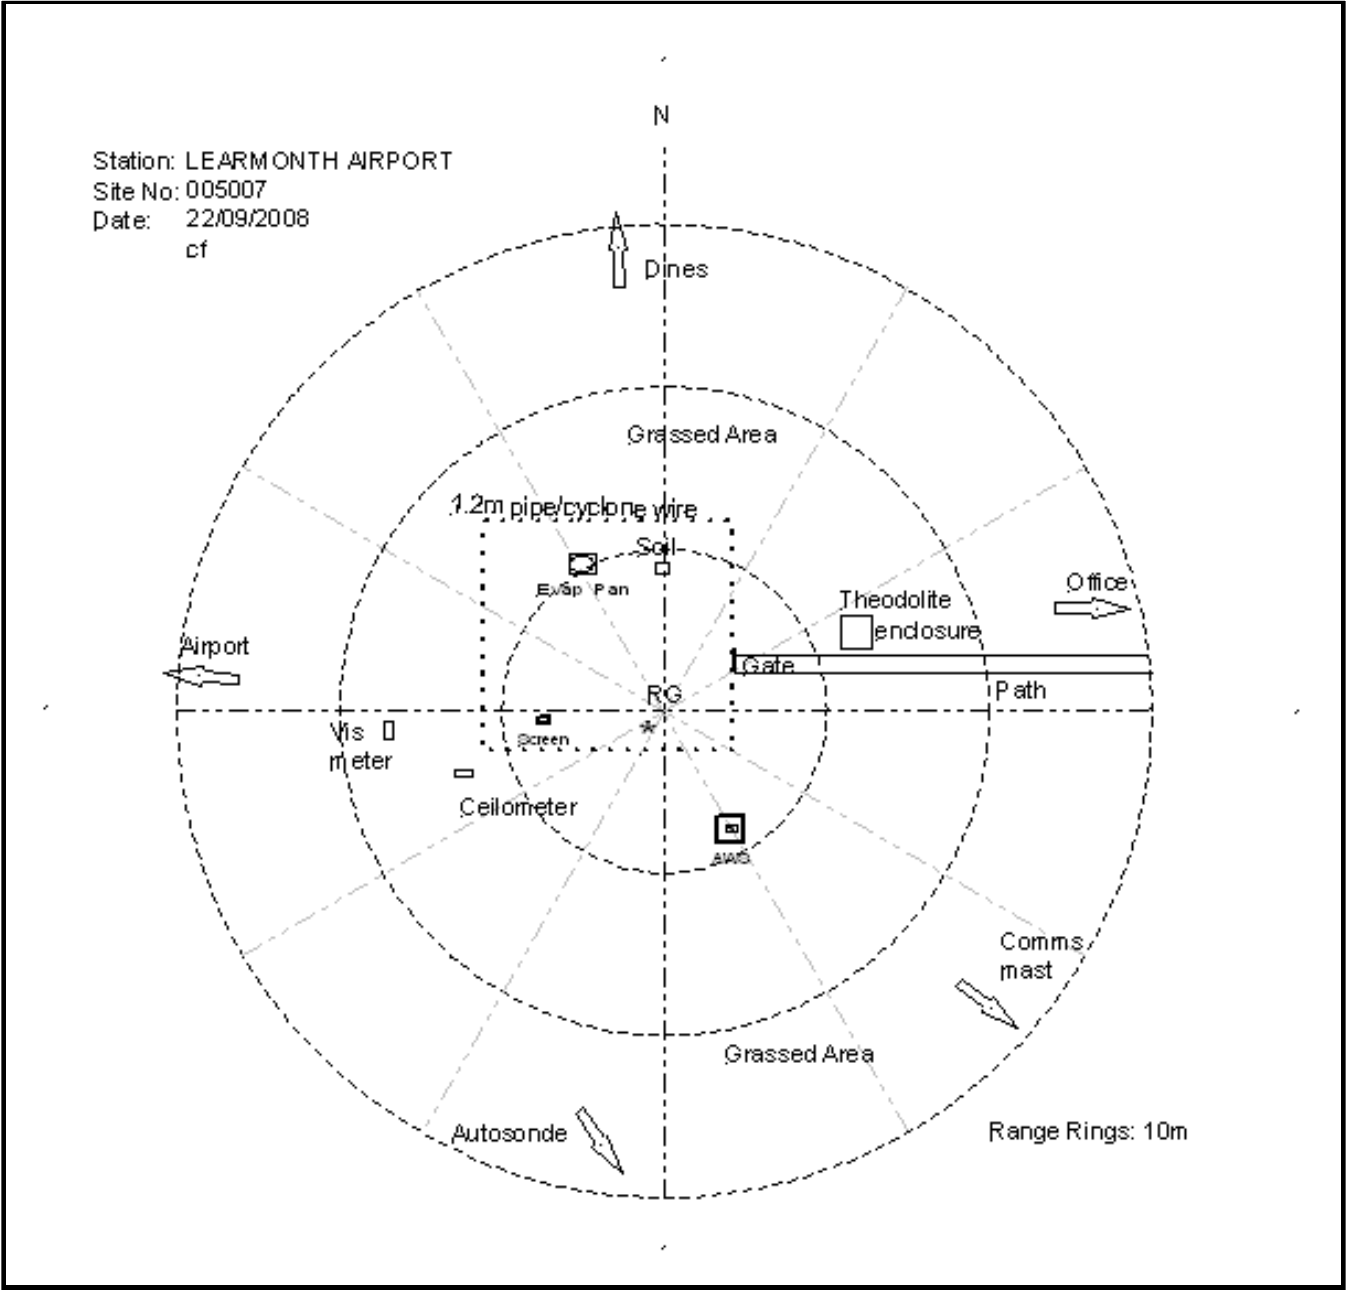 N
Station: LEARMONTH AIRPORT
Site No: 005007
Date: 22/09/2008
cf
Dines
Grassed Area
1.2m pipe/cyclone wire
Soil
Evap Pan
Office
Theodolite
enclosure
Airport
Gate
RG
Path
Vis
meter
*
Screen
Ceilometer
AWS
Comms
mast
Grassed Area
Autosonde
Range Rings: 10m